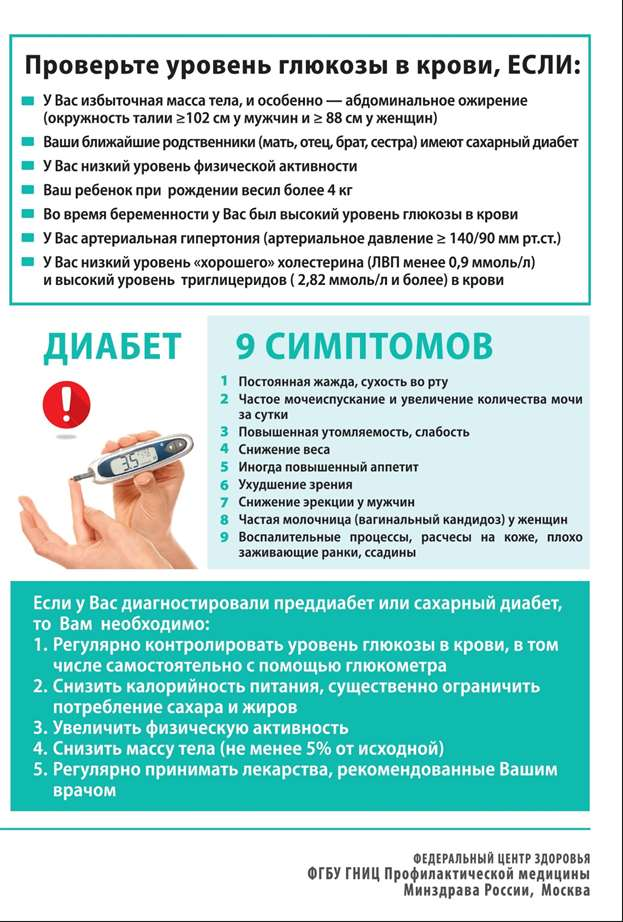 Проверьте уровень глюкозы в крови, ЕСЛИ:
У Вас избыточная масса тела, и особенно — абдоминальное ожирение
(окружность талии ≥102 см у мужчин и ≥ 88 см у женщин)
Ваши ближайшие родственники (мать, отец, брат, сестра) имеют сахарный диабет
У Вас низкий уровень физической активности
Ваш ребенок при рождении весил более 4 кг
Во время беременности у Вас был высокий уровень глюкозы в крови
У Вас артериальная гипертония (артериальное давление ≥ 140/90 мм рт.ст.)
У Вас низкий уровень «хорошего» холестерина (ЛВП менее 0,9 ммоль/л)
и высокий уровень триглицеридов ( 2,82 ммоль/л и более) в крови
ДИАБЕТ
3.5
9 СИМПТОМОВ
1 Постоянная жажда, сухость во рту
2 Частое мочеиспускание и увеличение количества мочи
за сутки
3 Повышенная утомляемость, слабость
4 Снижение веса
5 Иногда повышенный аппетит
6 Ухудшение зрения
7 Снижение эрекции у мужчин
8 Частая молочница (вагинальный кандидоз) у женщин
9 Воспалительные процессы, расчесы на коже, плохо
заживающие ранки, ссадины
Если у Вас диагностировали преддиабет или сахарный диабет,
то Вам необходимо:
1. Регулярно контролировать уровень глюкозы в крови, в том
числе самостоятельно с помощью глюкометра
2. Снизить калорийность питания, существенно ограничить
потребление сахара и жиров
3. Увеличить физическую активность
4. Снизить массу тела (не менее 5% от исходной)
5. Регулярно принимать лекарства, рекомендованные Вашим
врачом
ФЕДЕРАЛЬНЫЙ ЦЕНТР ЗДОРОВЬЯ
ФГБУ ГНИЦ Профилактической медицины
Минздрава России, Москва